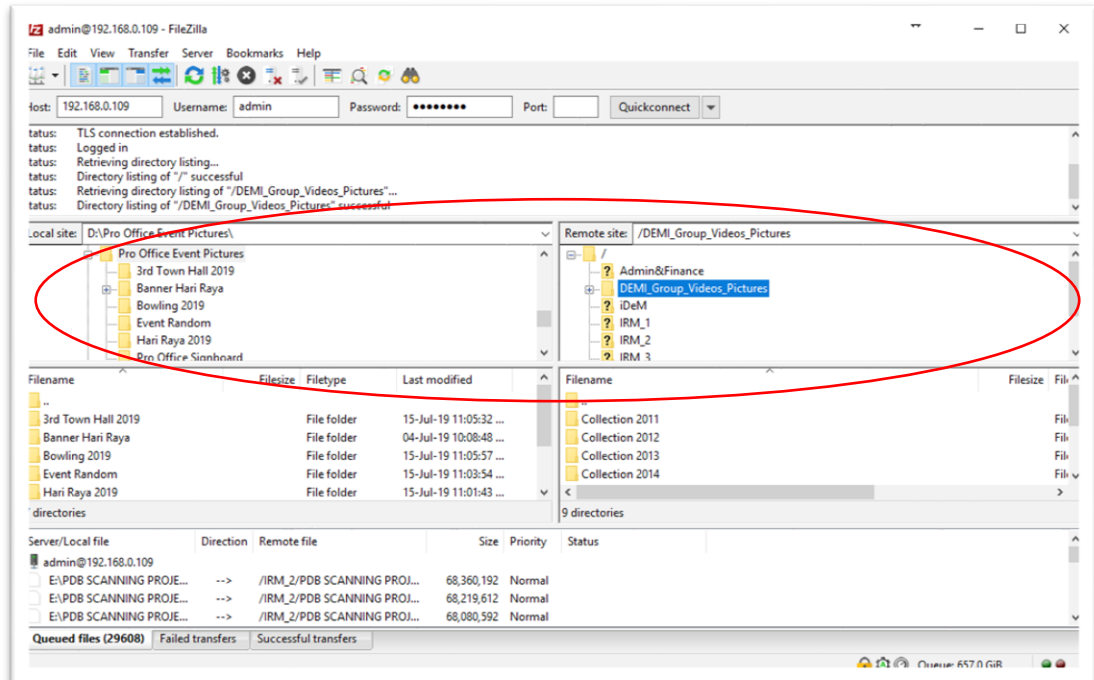 admin@192.168.0.109 - FileZilla
File Edit View Transfer Server Bookmarks Help
Host: 192.168.0.109 Username: admin Password: ●●●●●●●● Port: Quickconnect
tatus: TLS connection established.
tatus: Logged in
tatus: Retrieving directory listing...
tatus: Directory listing of "/" successful
tatus: Retrieving directory listing of "/DEMI_Group_Videos_Pictures"...
tatus: Directory listing of "/DEMI_Group_Videos_Pictures" successful
Local site: D:\Pro Office Event Pictures\
Pro Office Event Pictures
3rd Town Hall 2019
Banner Hari Raya
Bowling 2019
Event Random
Hari Raya 2019
Pro Office Signboard
Remote site: /DEMI_Group_Videos_Pictures
/
? Admin&Finance
DEMI_Group_Videos_Pictures
? iDeM
? IRM_1
? IRM_2
? IRM_3
Filename Filesize Filetype Last modified
..
3rd Town Hall 2019 File folder 15-Jul-19 11:05:32 ...
Banner Hari Raya File folder 04-Jul-19 10:08:48 ...
Bowling 2019 File folder 15-Jul-19 11:05:57 ...
Event Random File folder 15-Jul-19 11:03:54 ...
Hari Raya 2019 File folder 15-Jul-19 11:01:43 ...
directories
Filename Filesize File
..
Collection 2011 File
Collection 2012 File
Collection 2013 File
Collection 2014 File
9 directories
Server/Local file Direction Remote file Size Priority Status
admin@192.168.0.109
E:\PDB SCANNING PROJE... --> /IRM_2/PDB SCANNING PROJ... 68,360,192 Normal
E:\PDB SCANNING PROJE... --> /IRM_2/PDB SCANNING PROJ... 68,219,612 Normal
E:\PDB SCANNING PROJE... --> /IRM_2/PDB SCANNING PROJ... 68,080,592 Normal
Queued files (29608) Failed transfers Successful transfers
Queue: 657.0 GiB